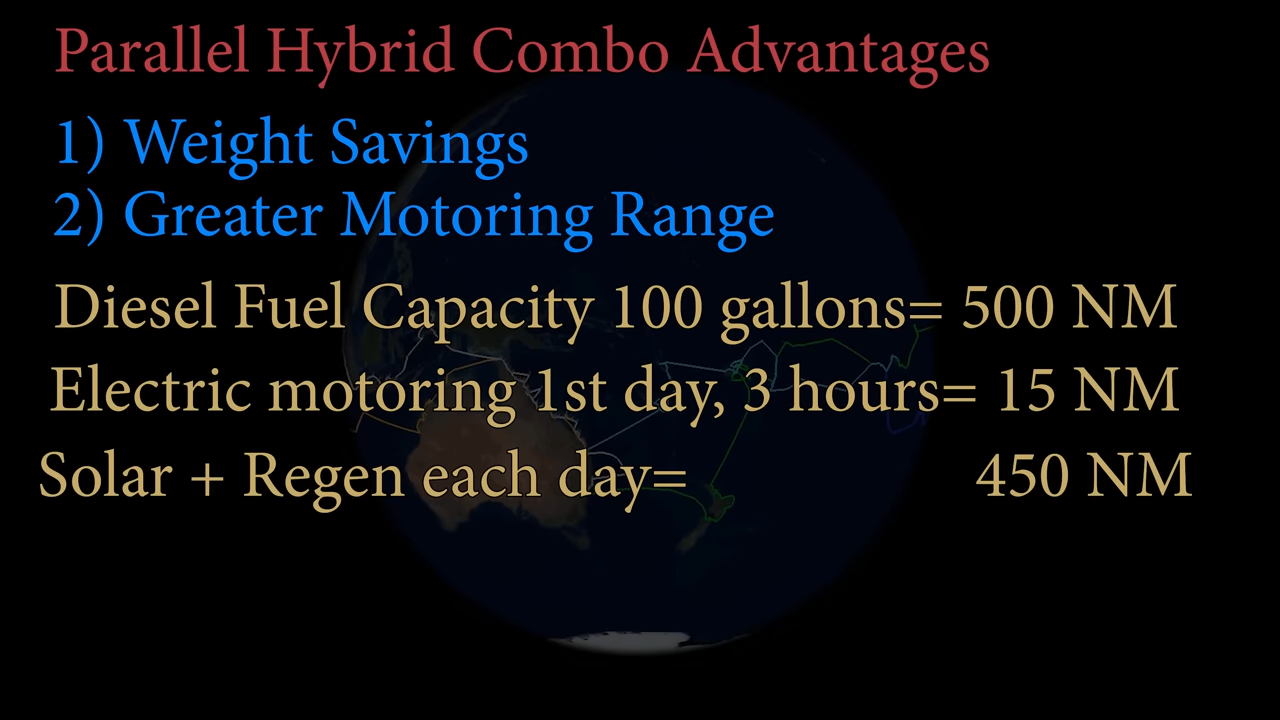 Parallel Hybrid Combo Advantages
1) Weight Savings
2) Greater Motoring Range
Diesel Fuel Capacity 100 gallons= 500 NM
Electric motoring 1st day, 3 hours= 15 NM
Solar + Regen each day= 450 NM